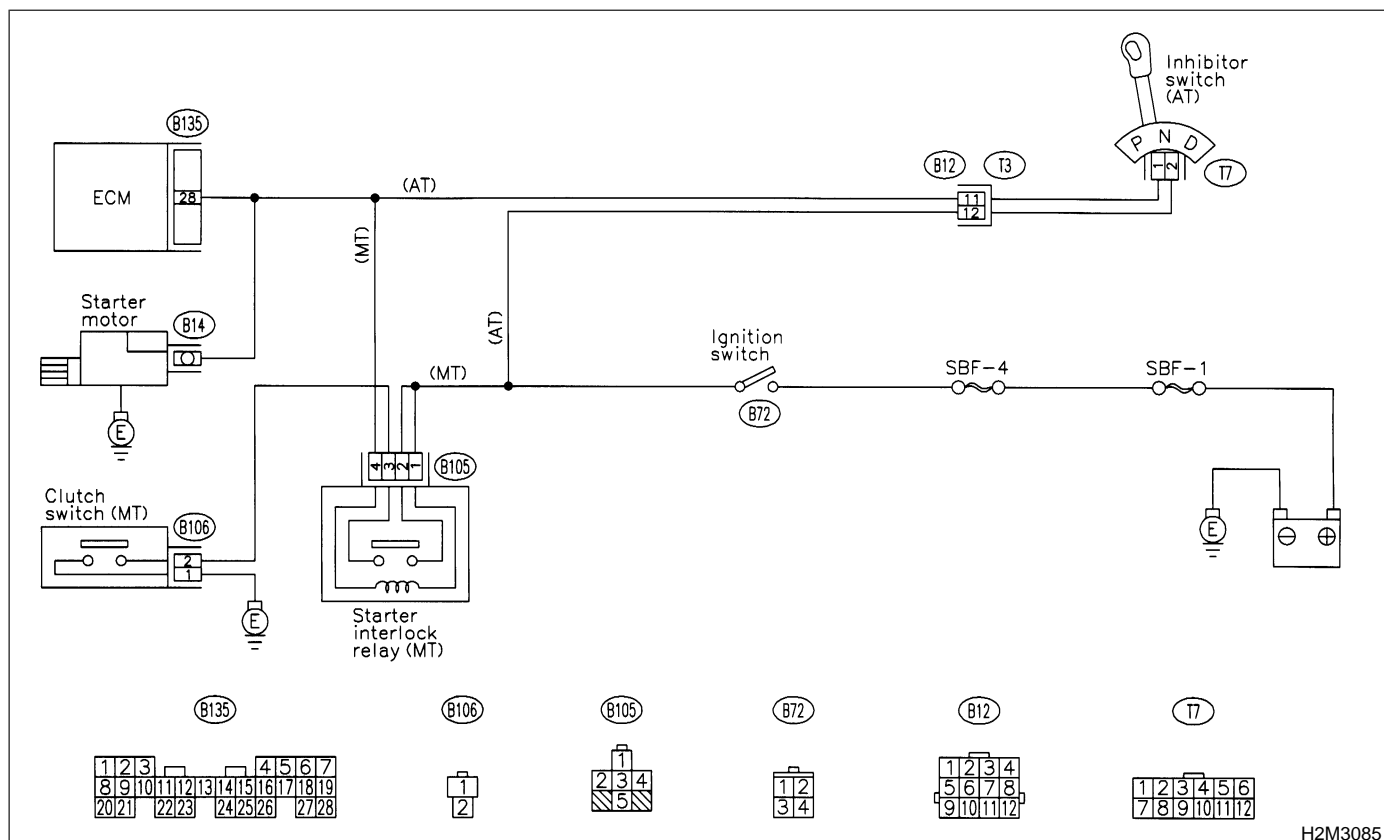 Inhibitor
switch
(AT)
P N D
1 2
T7
B135
ECM
28
(AT)
B12
T3
11
12
(MT)
(AT)
Starter
motor
B14
E
Ignition
switch
B72
SBF-4
SBF-1
(MT)
4 3 2 1
B105
Clutch
switch (MT)
B106
2
1
E
Starter
interlock
relay (MT)
E
⊖ ⊕
B135
1 2 3 4 5 6 7
8 9 10 11 12 13 14 15 16 17 18 19
20 21 22 23 24 25 26 27 28
B106
1
2
B105
1
2 3 4
5
B72
1 2
3 4
B12
1 2 3 4
5 6 7 8
9 10 11 12
T7
1 2 3 4 5 6
7 8 9 10 11 12
H2M3085